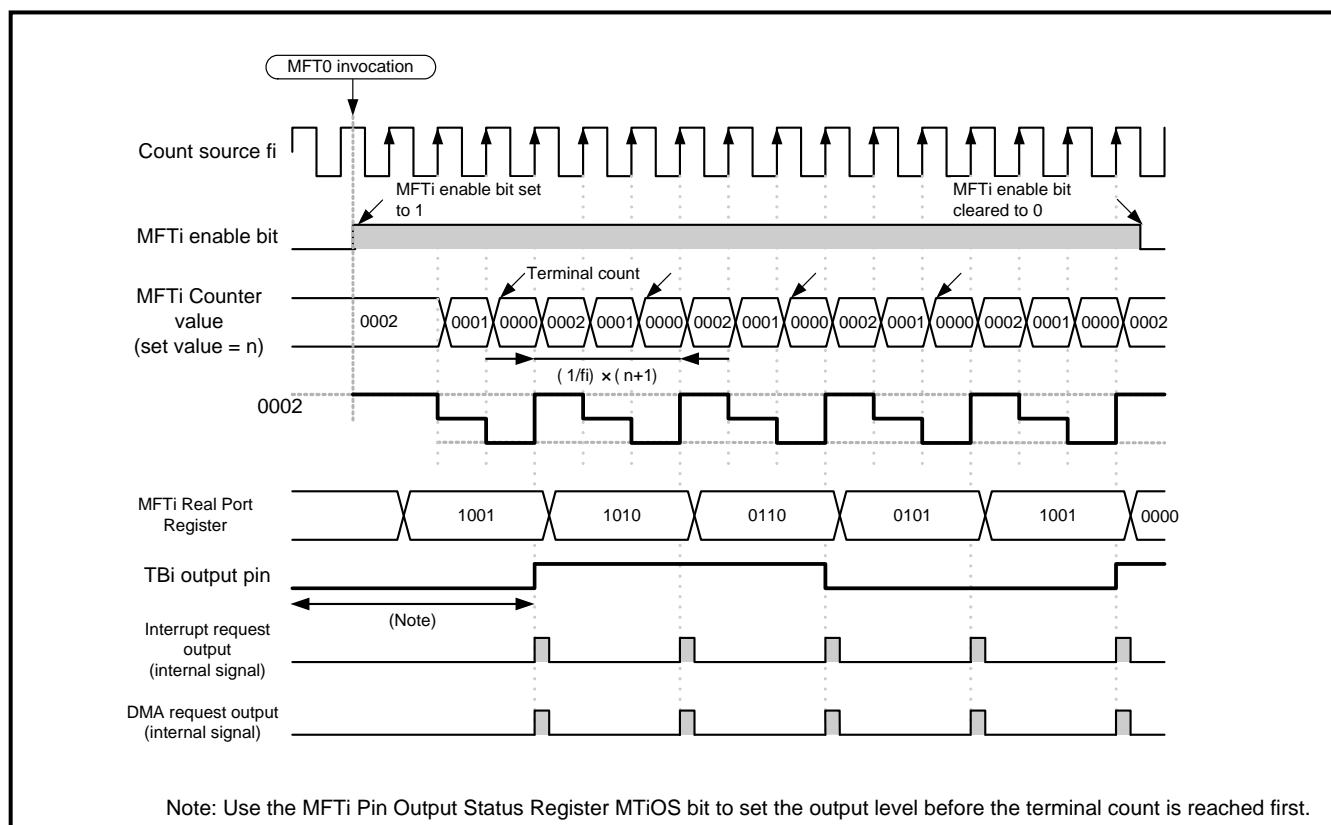 MFT0 invocation
Count source fi
MFTi enable bit set
to 1
MFTi enable bit
cleared to 0
MFTi enable bit
Terminal count
MFTi Counter
value
(set value = n)
0002 0001 0000 0002 0001 0000 0002 0001 0000 0002 0001 0000 0002 0001 0000 0002
( 1/fi) × ( n+1)
0002
MFTi Real Port
Register
1001 1010 0110 0101 1001 0000
TBi output pin
(Note)
Interrupt request
output
(internal signal)
DMA request output
(internal signal)
Note: Use the MFTi Pin Output Status Register MTiOS bit to set the output level before the terminal count is reached first.